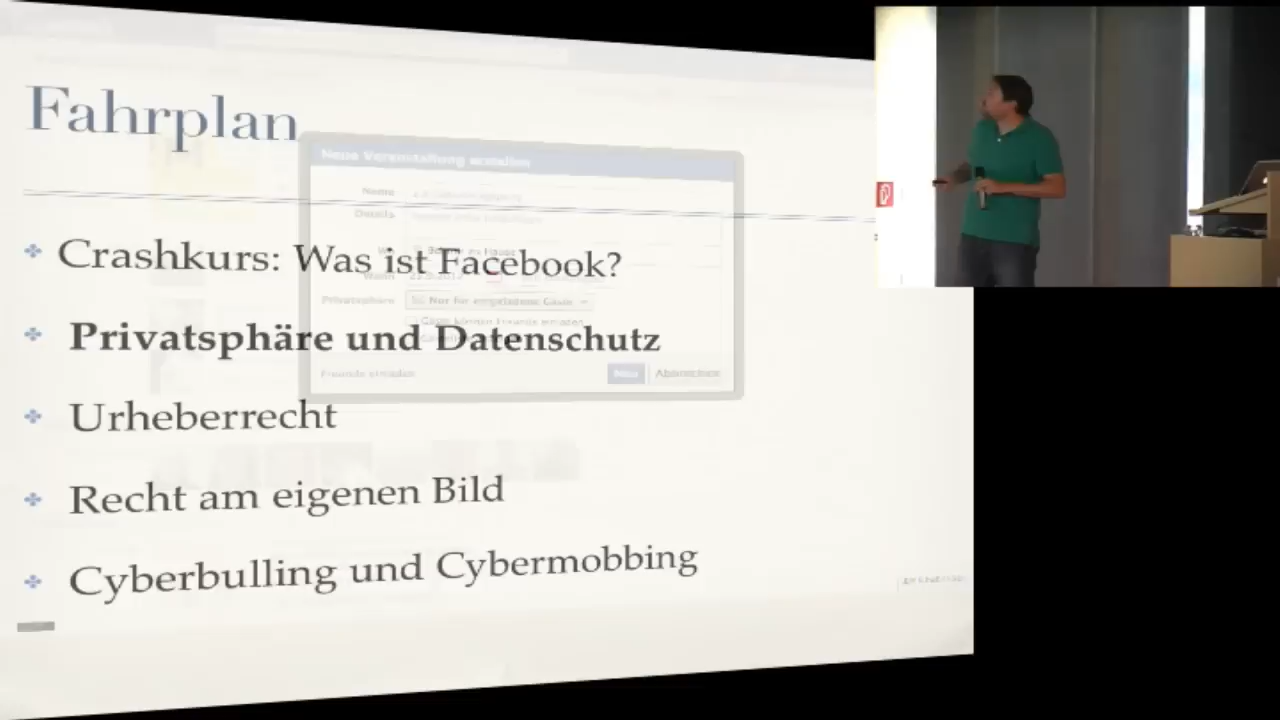 Fahrplan
Neue Veranstaltung erstellen
Name
Details
Crashkurs: Was ist Facebook?
Privatsphäre
Nur für eingeladene Gäste
Privatsphäre und Datenschutz
Freunde einladen
Neu
Abbrechen
Urheberrecht
Recht am eigenen Bild
Cyberbulling und Cybermobbing